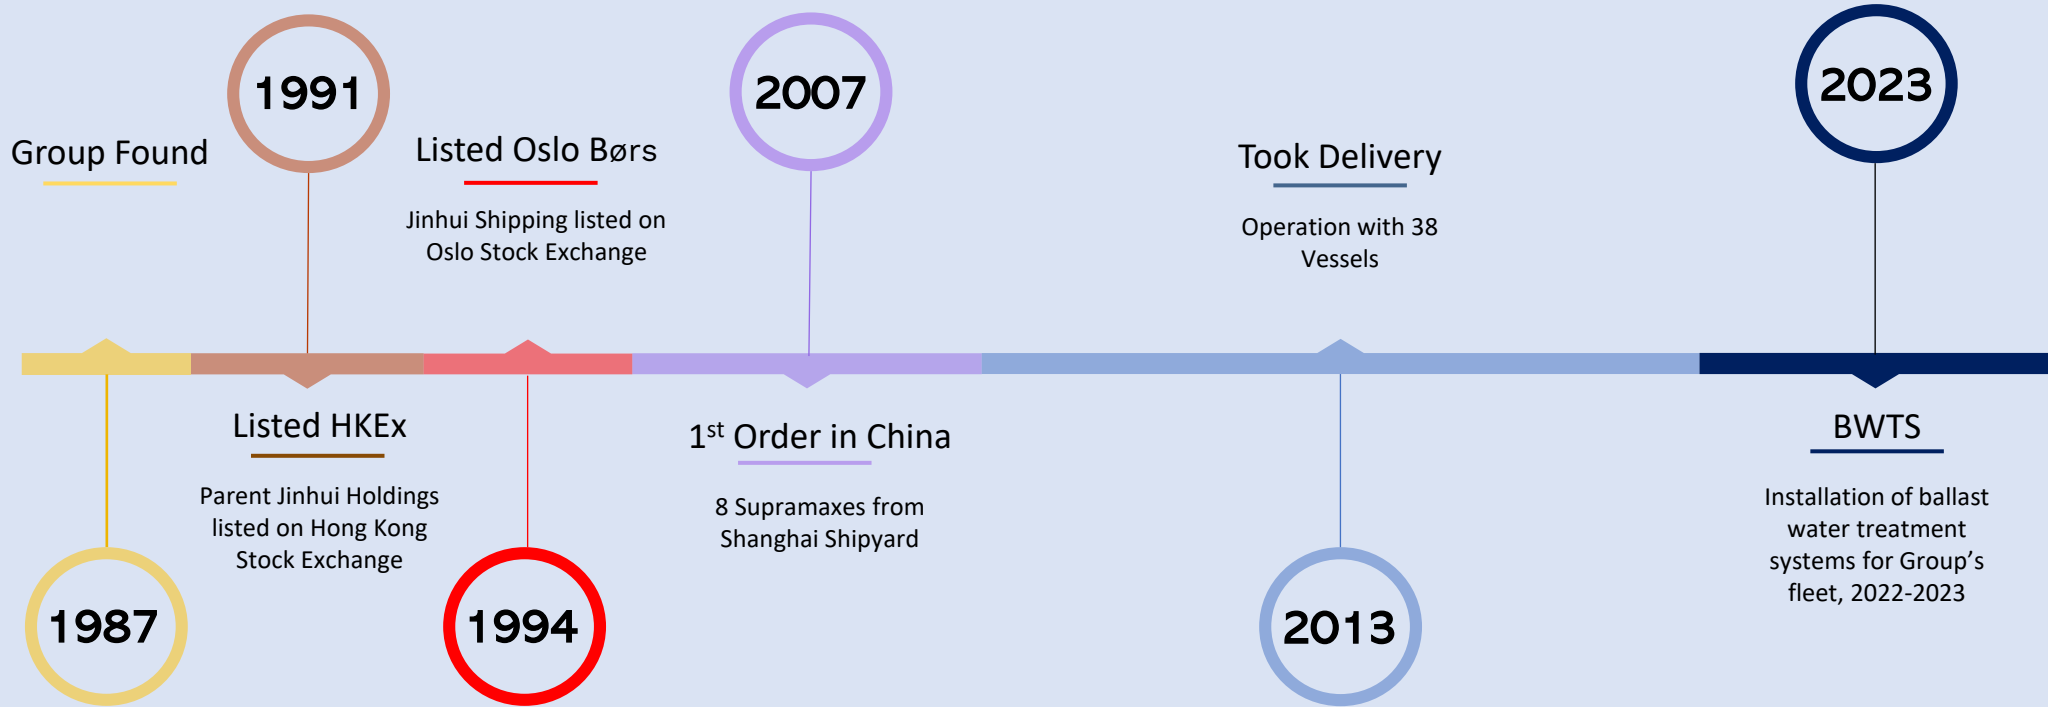 1987
Group Found
1991
Listed HKEx
Parent Jinhui Holdings
listed on Hong Kong
Stock Exchange
1994
Listed Oslo Børs
Jinhui Shipping listed on
Oslo Stock Exchange
2007
1st Order in China
8 Supramaxes from
Shanghai Shipyard
2013
Took Delivery
Operation with 38
Vessels
2023
BWTS
Installation of ballast
water treatment
systems for Group’s
fleet, 2022-2023